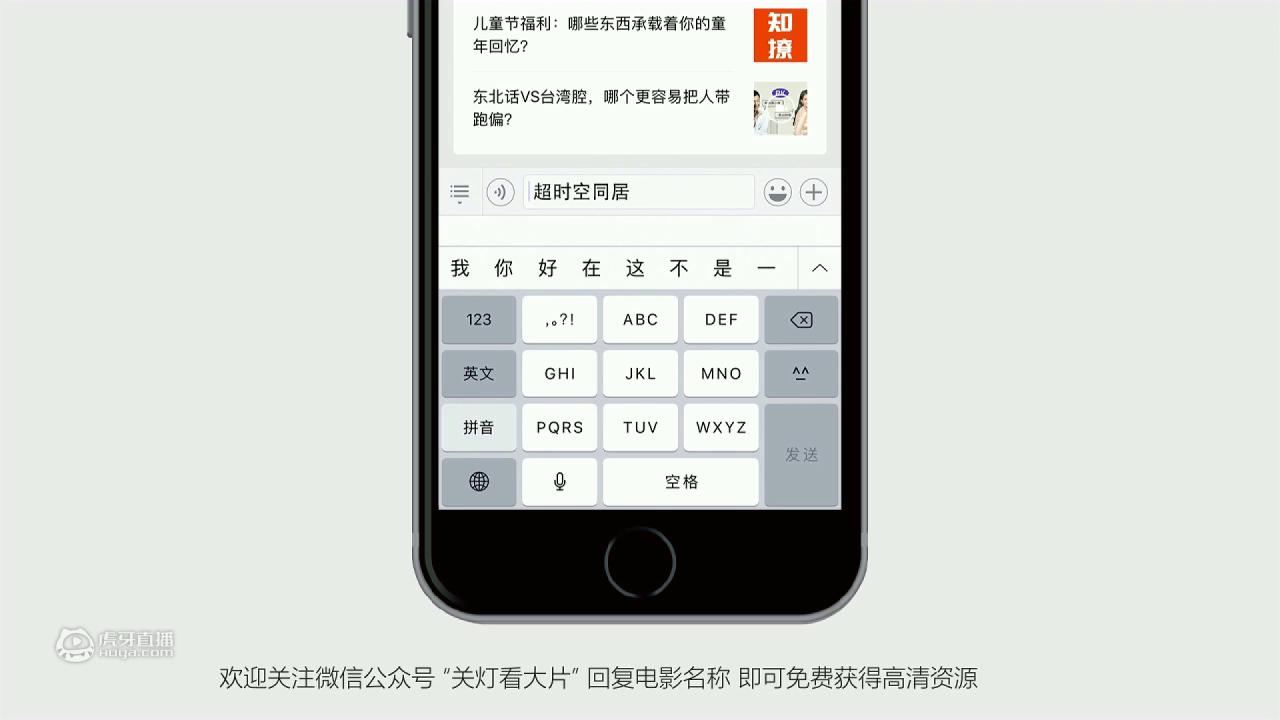 儿童节福利：哪些东西承载着你的童
年回忆?
知
撩
东北话VS台湾腔，哪个更容易把人带
跑偏?
超时空同居
我 你 好 在 这 不 是 一
123 ,。?! ABC DEF
英文 GHI JKL MNO ^^
拼音 PQRS TUV WXYZ
发送
空格
虎牙直播
Huya.com
欢迎关注微信公众号 “关灯看大片” 回复电影名称 即可免费获得高清资源